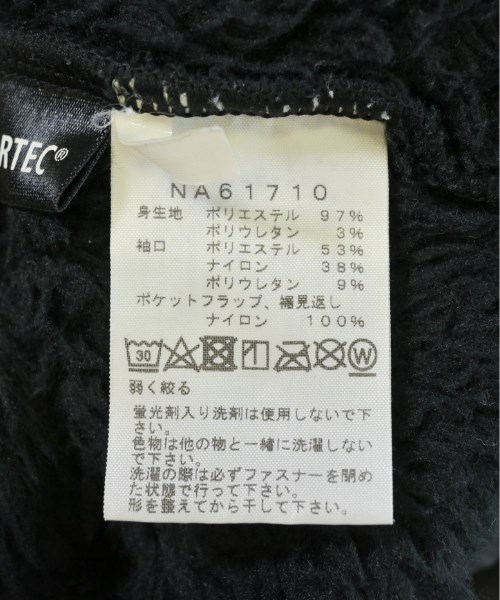 RTEC®
NA61710
身生地 ポリエステル 97%
ポリウレタン 3%
袖口 ポリエステル 53%
ナイロン 38%
ポリウレタン 9%
ポケットフラップ、裾見返し
ナイロン 100%
30 W
弱く絞る
蛍光剤入り洗剤は使用しないで下
さい。
色物は他の物と一緒に洗濯しない
で下さい。
洗濯の際は必ずファスナーを閉め
た状態で行って下さい。
形を整えてから干して下さい。